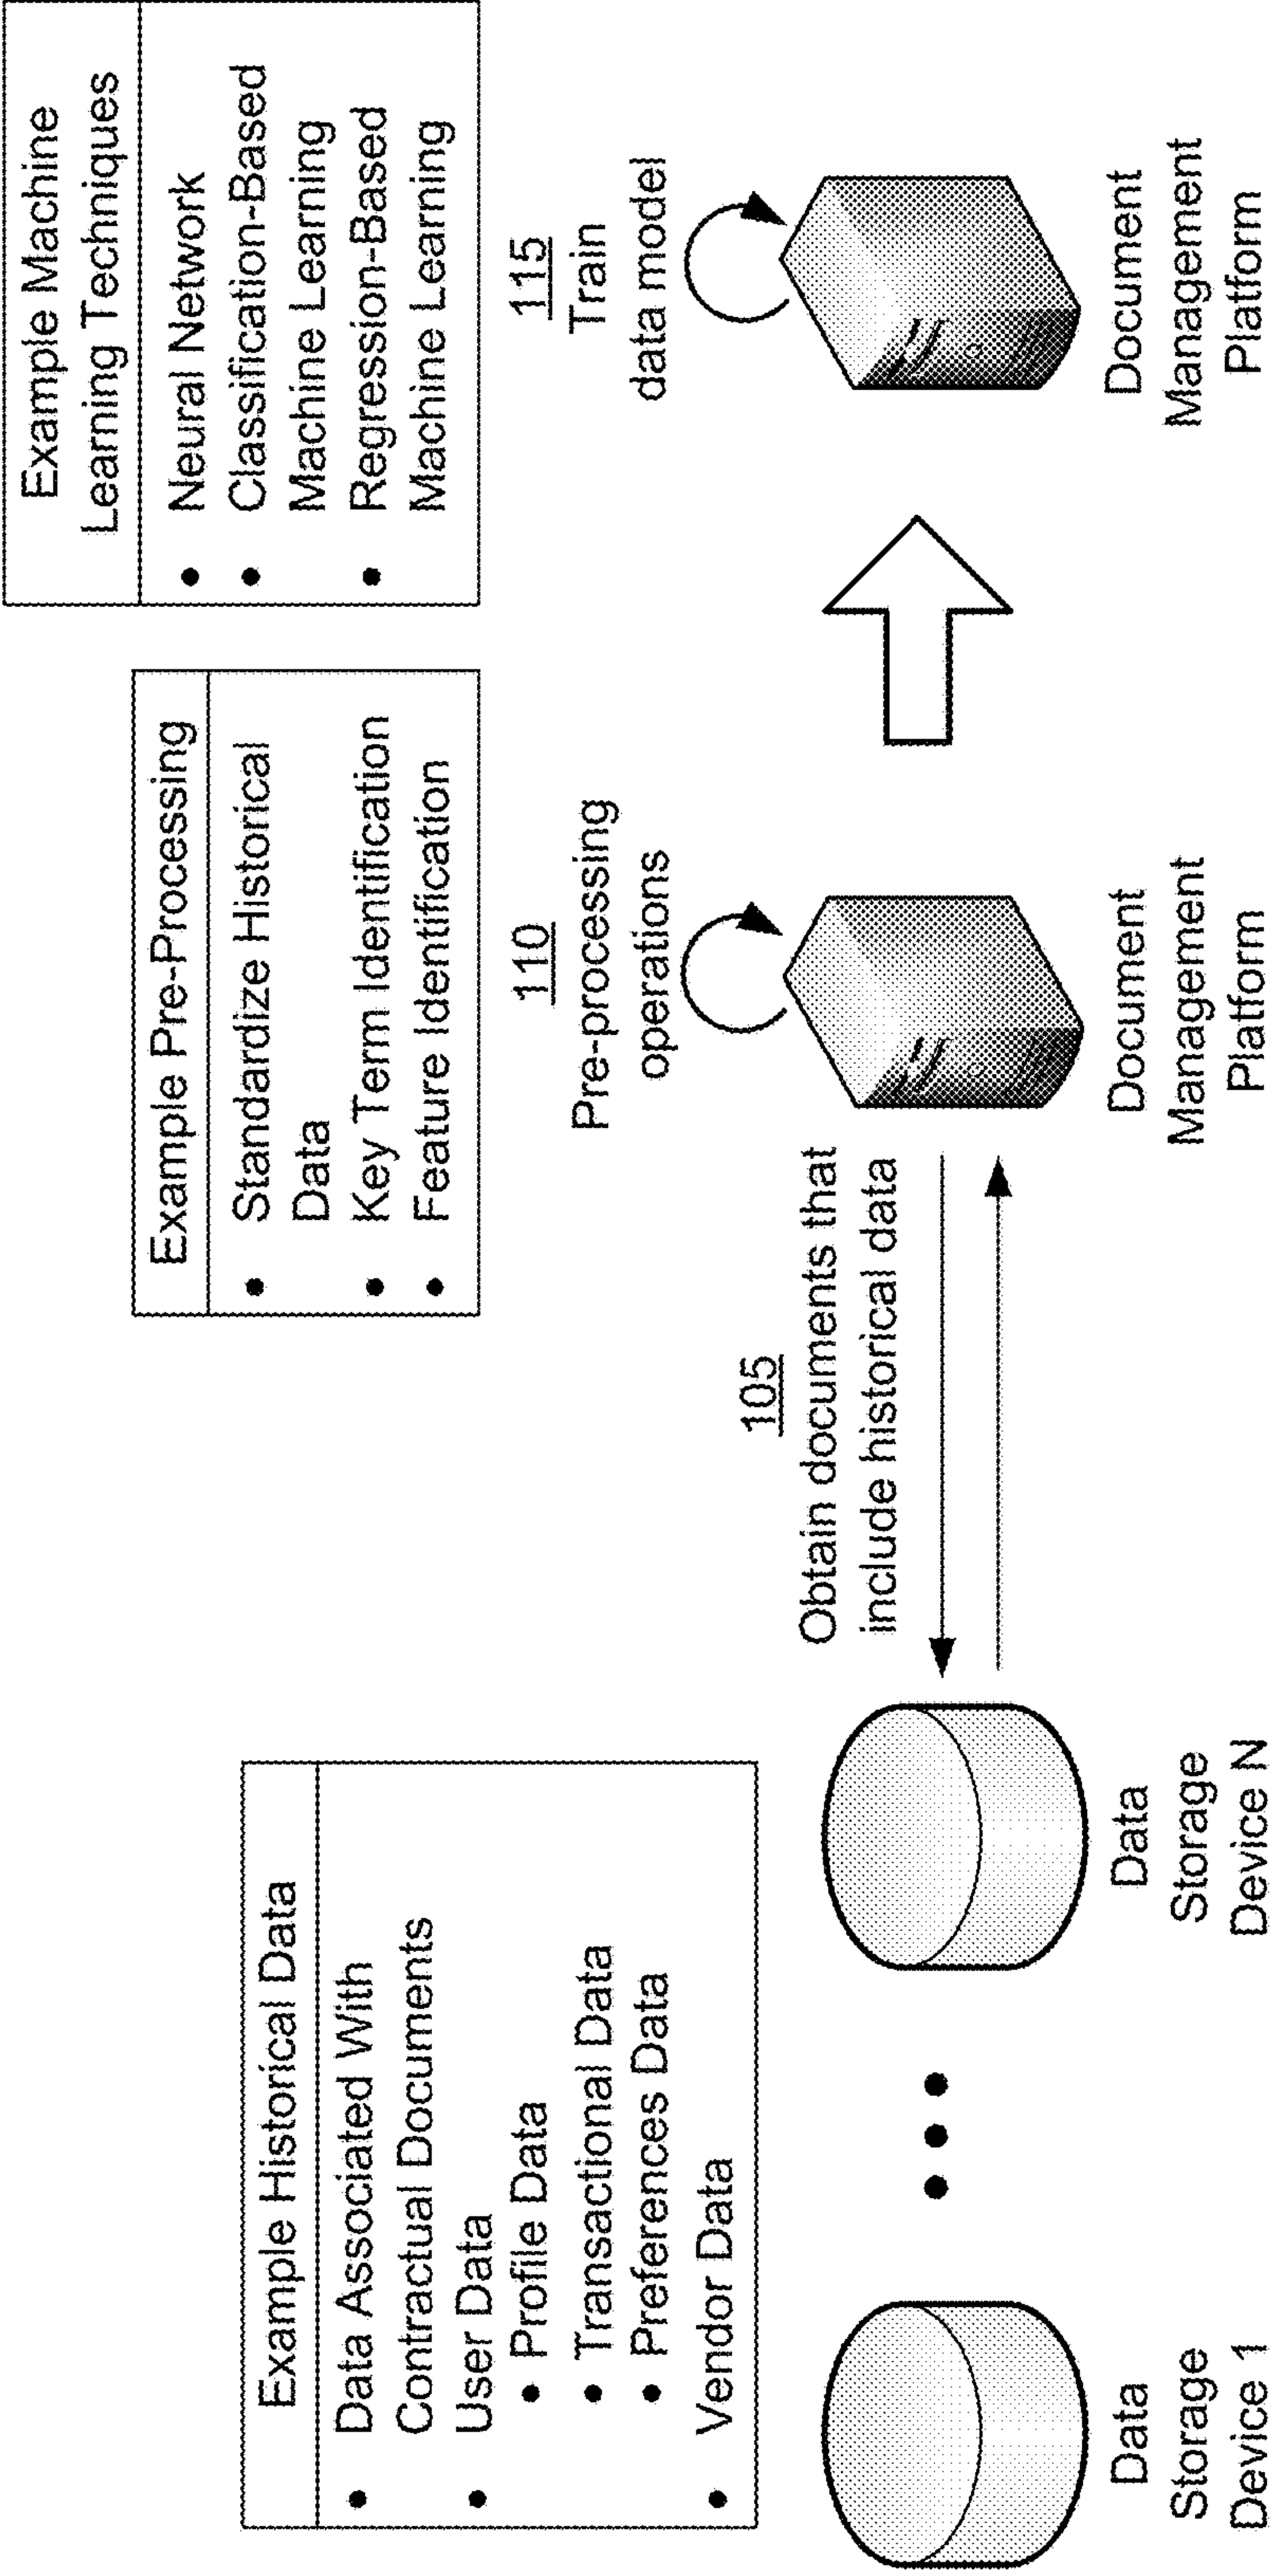 Example Historical Data
• Data Associated With
Contractual Documents
• User Data
• Profile Data
• Transactional Data
• Preferences Data
• Vendor Data
Data
Storage
Device 1
Data
Storage
Device N
105
Obtain documents that
include historical data
Example Pre-Processing
• Standardize Historical
Data
• Key Term Identification
• Feature Identification
110
Pre-processing
operations
Document
Management
Platform
Example Machine
Learning Techniques
• Neural Network
• Classification-Based
Machine Learning
• Regression-Based
Machine Learning
115
Train
data model
Document
Management
Platform